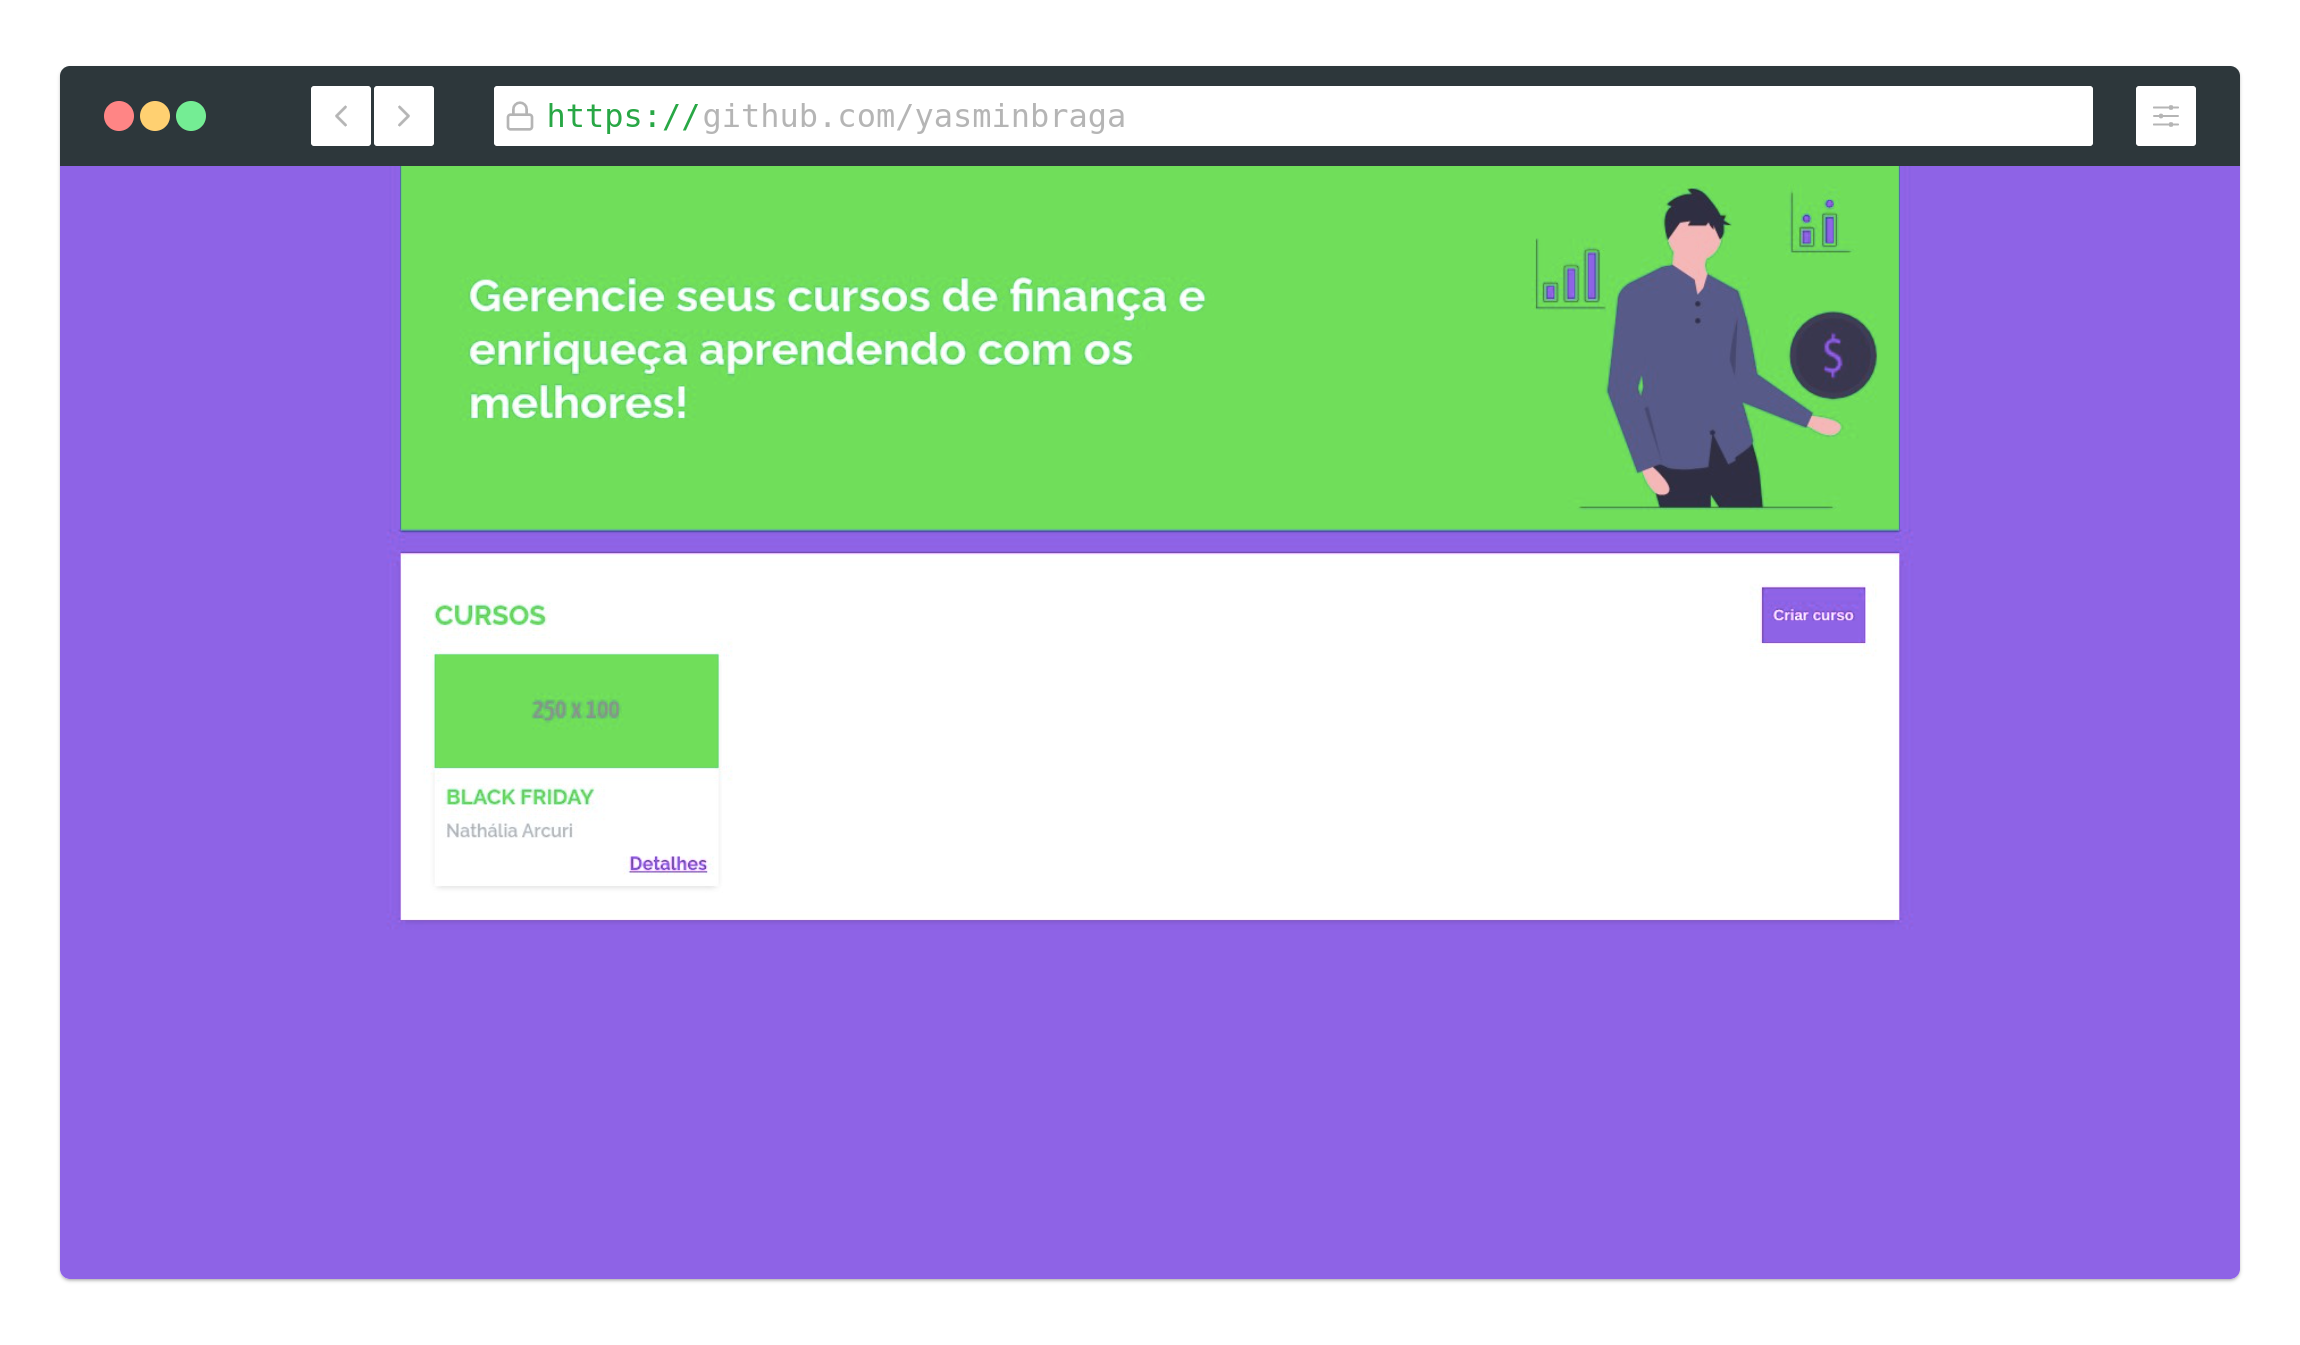 https://github.com/yasminbraga
Gerencie seus cursos de finança e
enriqueça aprendendo com os
melhores!
$
CURSOS
Criar curso
250 x 100
BLACK FRIDAY
Nathália Arcuri
Detalhes